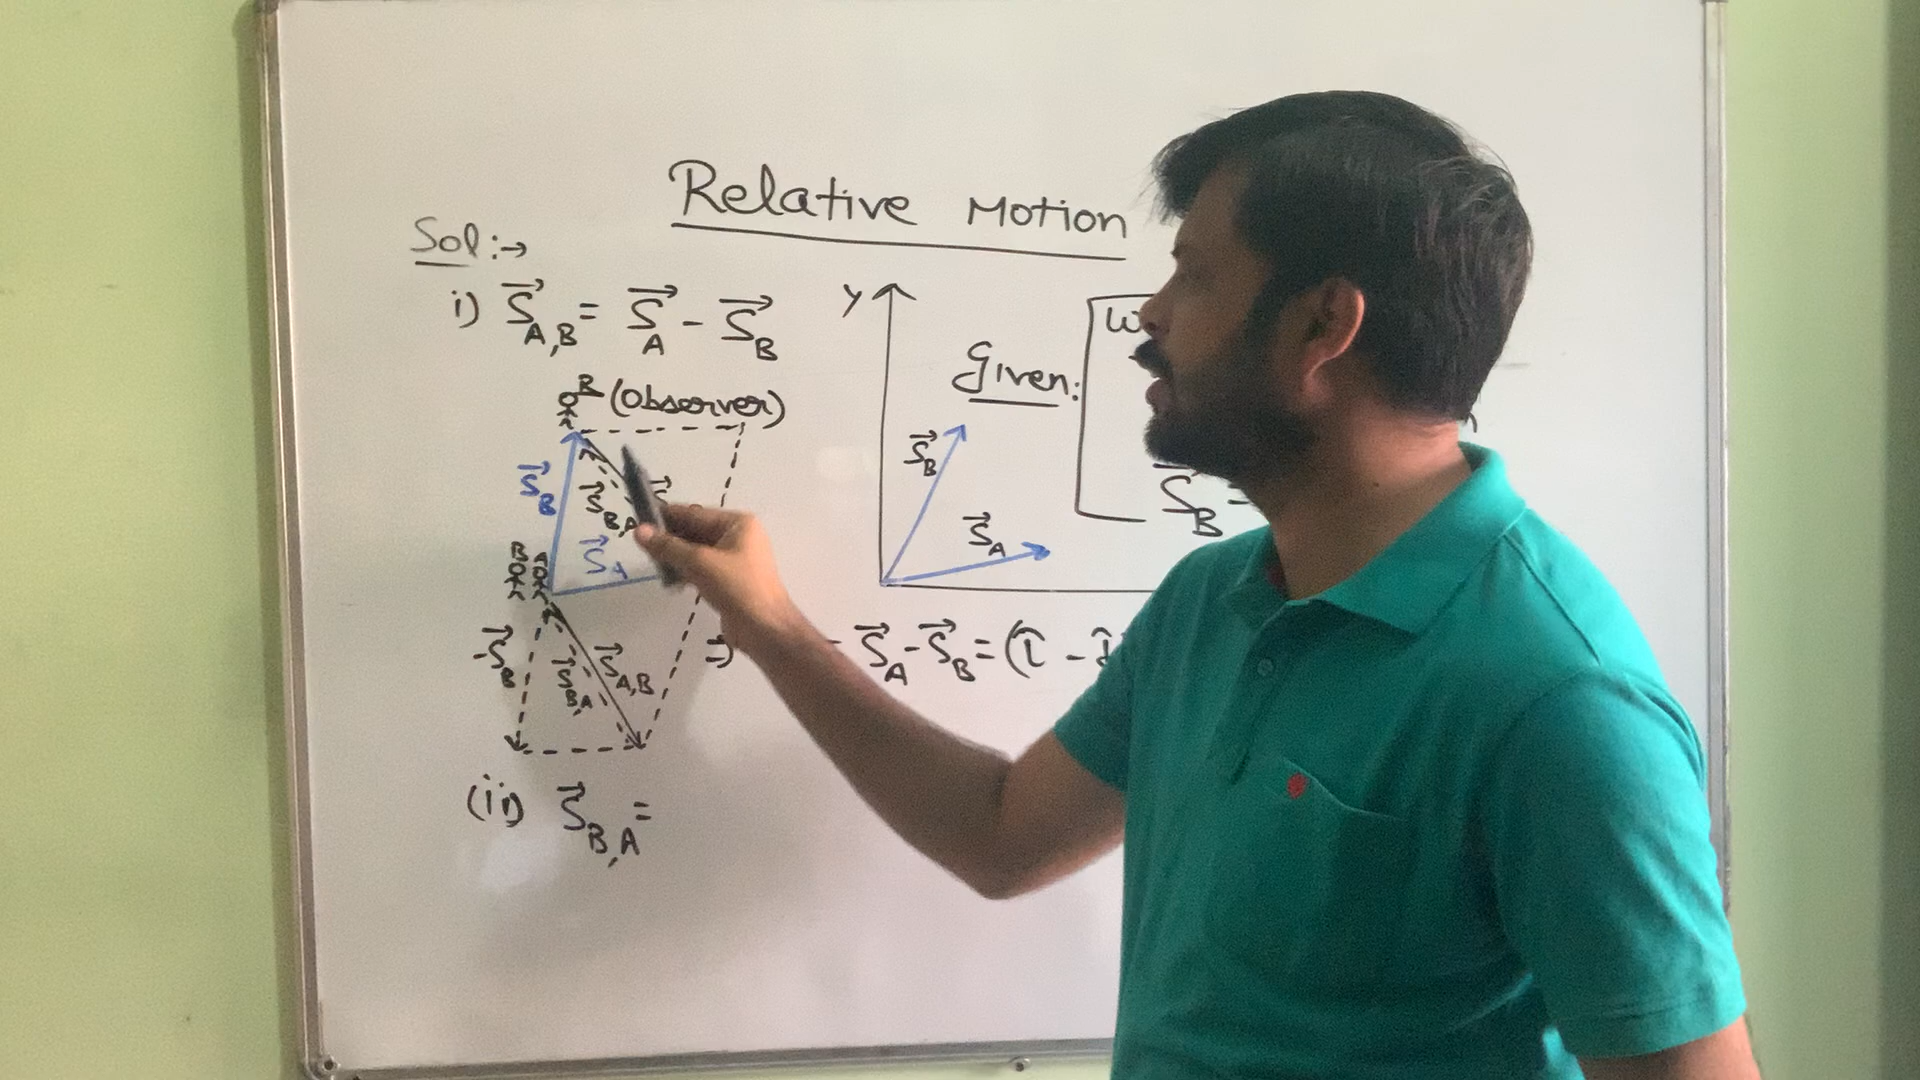 Relative Motion
Sol:→
i) S⃗A,B = S⃗A - S⃗B
B (Observer)
S⃗B
S⃗B,A
S⃗A
B A
-S⃗B
S⃗B,A
S⃗A,B
(ii) S⃗B,A =
Y
Given:
S⃗B
S⃗A
S⃗B =
⇒ - S⃗A - S⃗B = (î -